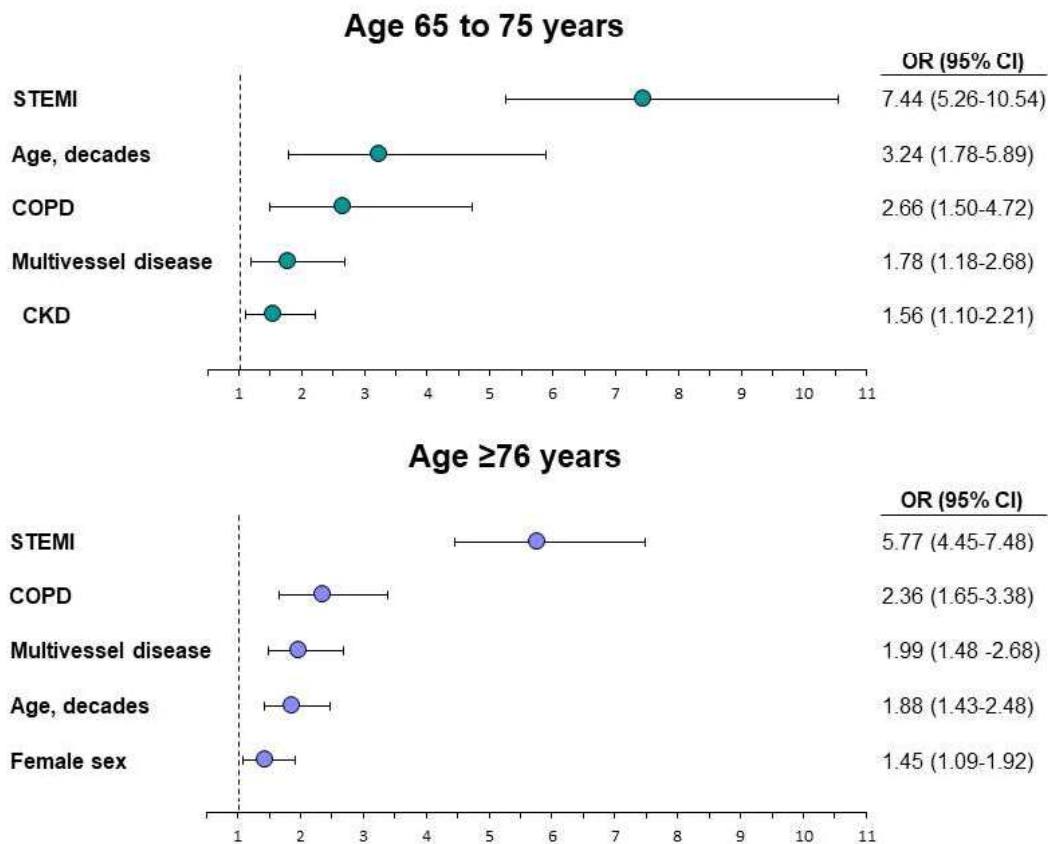 Age 65 to 75 years
OR (95% CI)
STEMI 7.44 (5.26-10.54)
Age, decades 3.24 (1.78-5.89)
COPD 2.66 (1.50-4.72)
Multivessel disease 1.78 (1.18-2.68)
CKD 1.56 (1.10-2.21)
1 2 3 4 5 6 7 8 9 10 11
Age ≥76 years
OR (95% CI)
STEMI 5.77 (4.45-7.48)
COPD 2.36 (1.65-3.38)
Multivessel disease 1.99 (1.48 -2.68)
Age, decades 1.88 (1.43-2.48)
Female sex 1.45 (1.09-1.92)
1 2 3 4 5 6 7 8 9 10 11